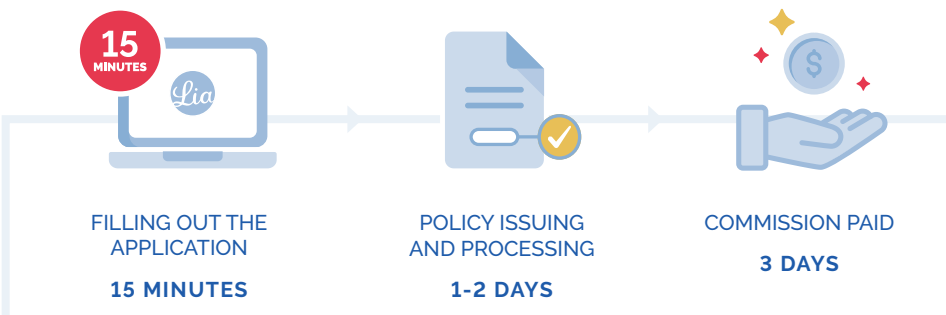 15
MINUTES
Lia
$
FILLING OUT THE
APPLICATION
15 MINUTES
POLICY ISSUING
AND PROCESSING
1-2 DAYS
COMMISSION PAID
3 DAYS